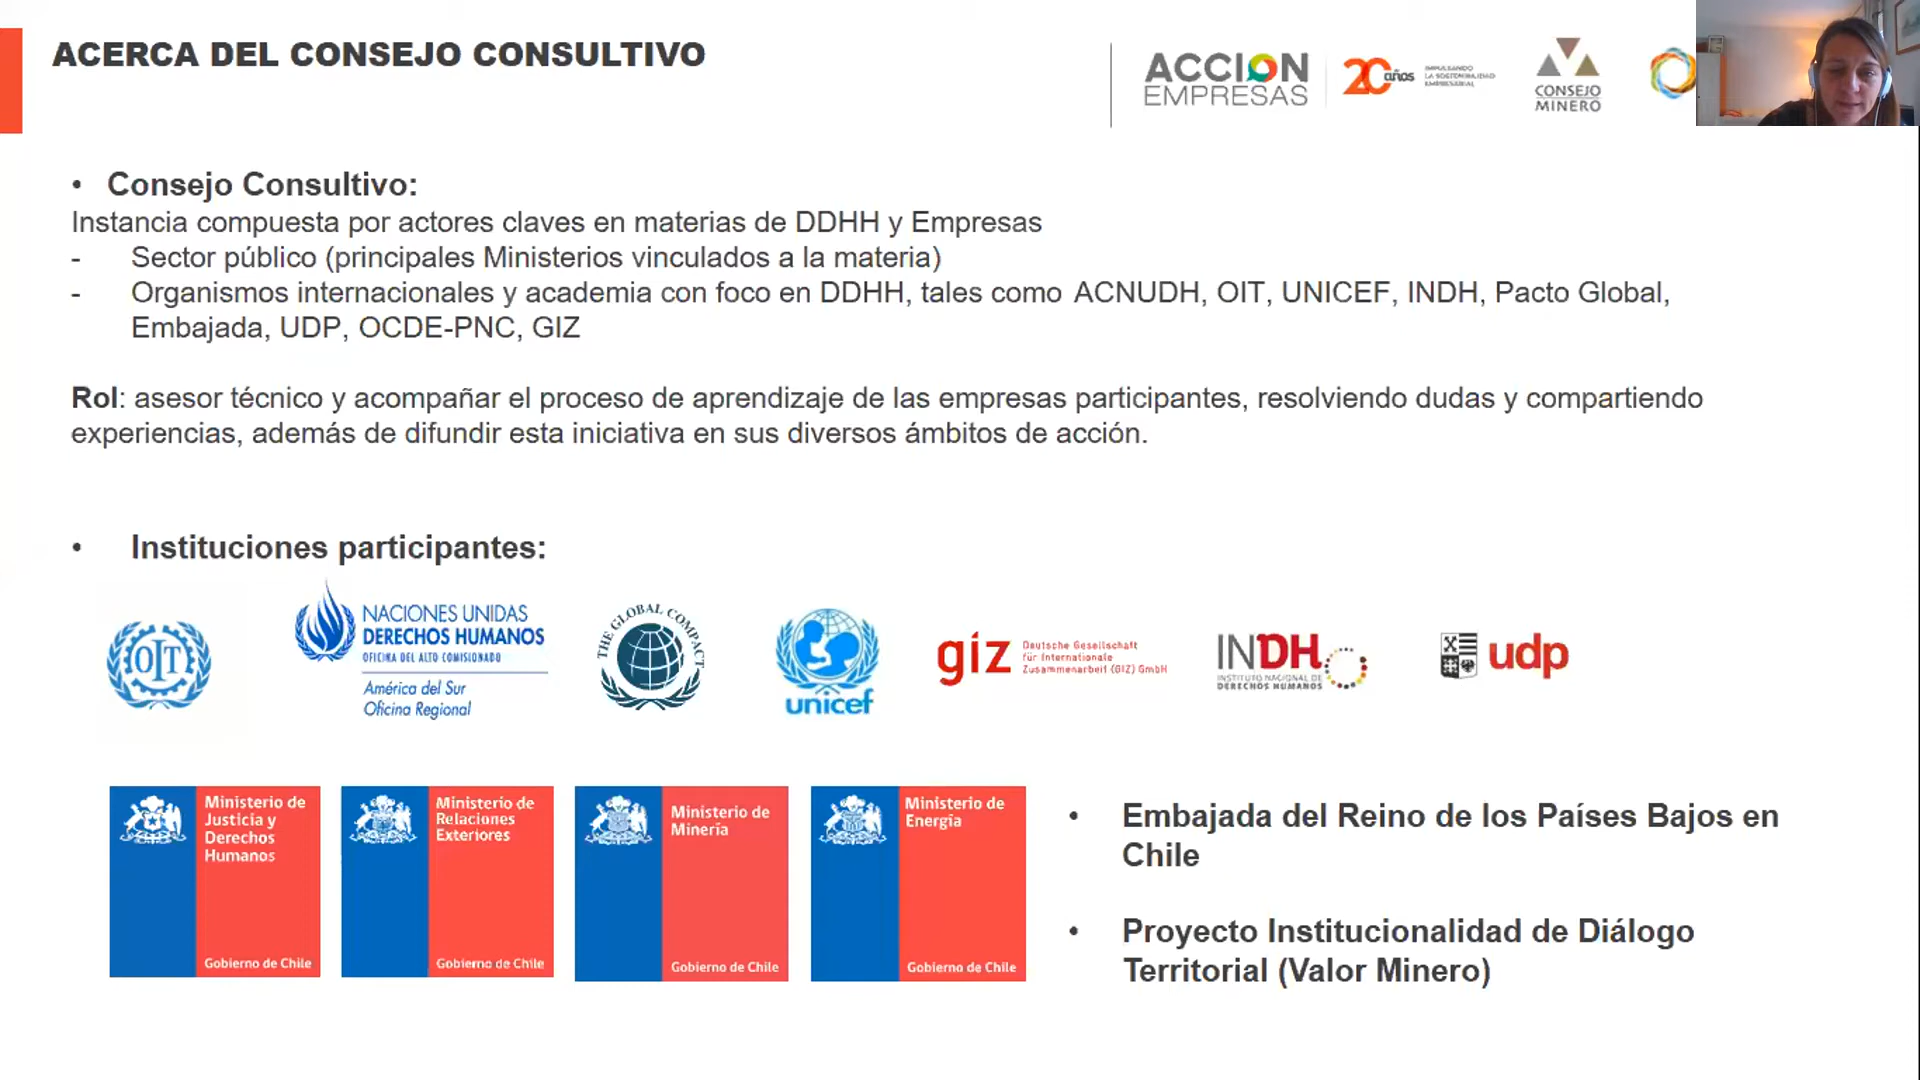 ACERCA DEL CONSEJO CONSULTIVO
ACCION
EMPRESAS
20 años
IMPULSANDO
LA SOSTENIBILIDAD
EMPRESARIAL
CONSEJO
MINERO
• Consejo Consultivo:
Instancia compuesta por actores claves en materias de DDHH y Empresas
- Sector público (principales Ministerios vinculados a la materia)
- Organismos internacionales y academia con foco en DDHH, tales como ACNUDH, OIT, UNICEF, INDH, Pacto Global,
Embajada, UDP, OCDE-PNC, GIZ
Rol: asesor técnico y acompañar el proceso de aprendizaje de las empresas participantes, resolviendo dudas y compartiendo
experiencias, además de difundir esta iniciativa en sus diversos ámbitos de acción.
• Instituciones participantes:
OIT
NACIONES UNIDAS
DERECHOS HUMANOS
OFICINA DEL ALTO COMISIONADO
América del Sur
Oficina Regional
THE GLOBAL COMPACT
unicef
giz
Deutsche Gesellschaft
für Internationale
Zusammenarbeit (GIZ) GmbH
INDH
INSTITUTO NACIONAL DE
DERECHOS HUMANOS
udp
Ministerio de
Justicia y
Derechos
Humanos
Gobierno de Chile
Ministerio de
Relaciones
Exteriores
Gobierno de Chile
Ministerio de
Minería
Gobierno de Chile
Ministerio de
Energía
Gobierno de Chile
• Embajada del Reino de los Países Bajos en
Chile
• Proyecto Institucionalidad de Diálogo
Territorial (Valor Minero)